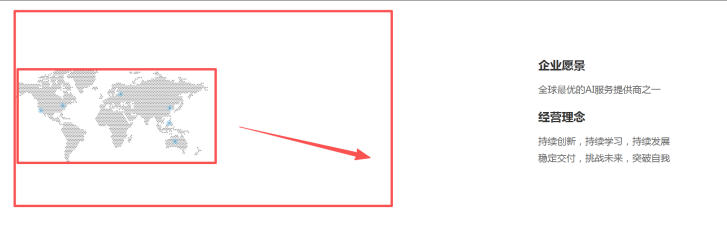 企业愿景
全球最优的AI服务提供商之一
经营理念
持续创新，持续学习，持续发展
稳定交付，挑战未来，突破自我